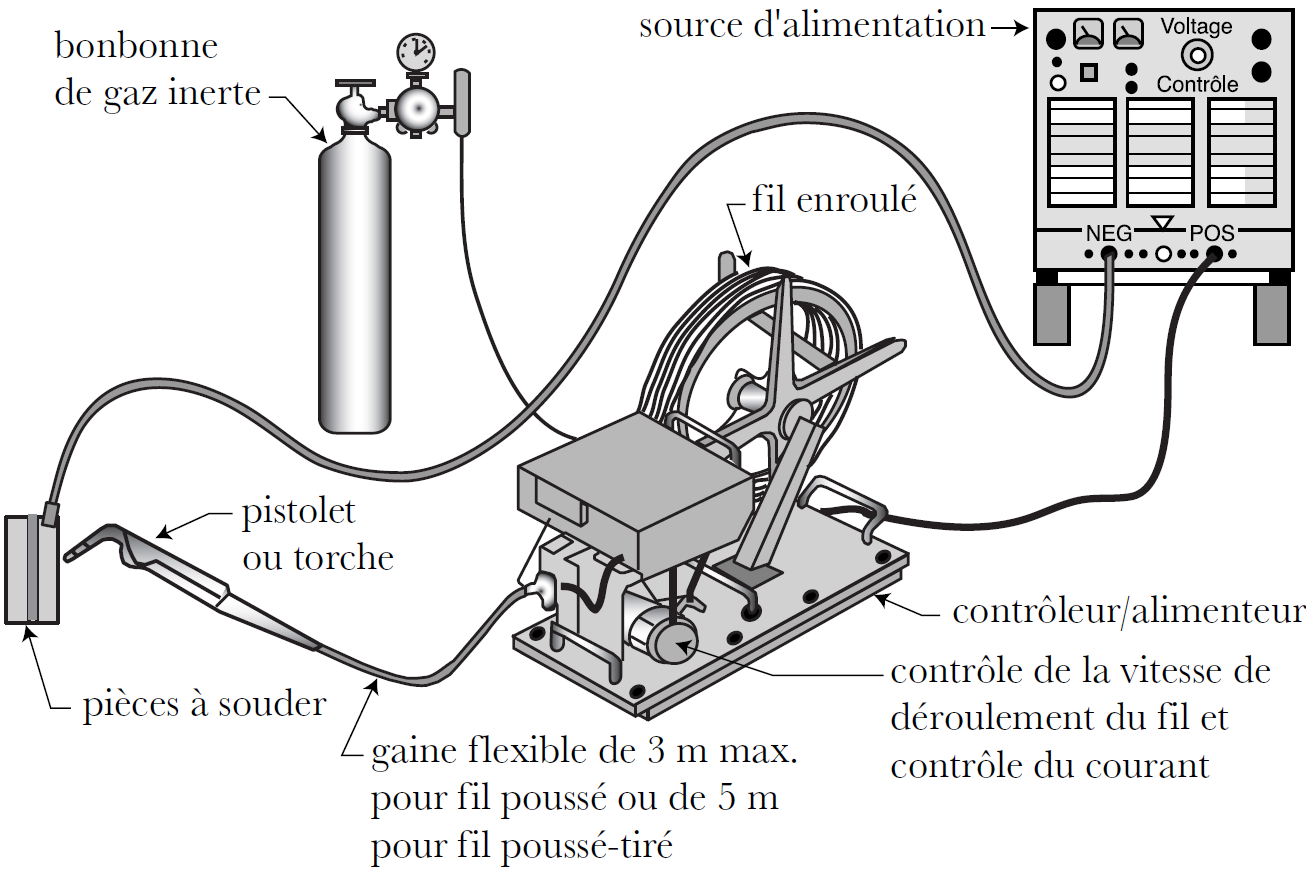 bonbonne
de gaz inerte
source d'alimentation
Voltage
Contrôle
NEG
POS
fil enroulé
pistolet
ou torche
pièces à souder
gaine flexible de 3 m max.
pour fil poussé ou de 5 m
pour fil poussé-tiré
contrôleur/alimenteur
contrôle de la vitesse de
déroulement du fil et
contrôle du courant